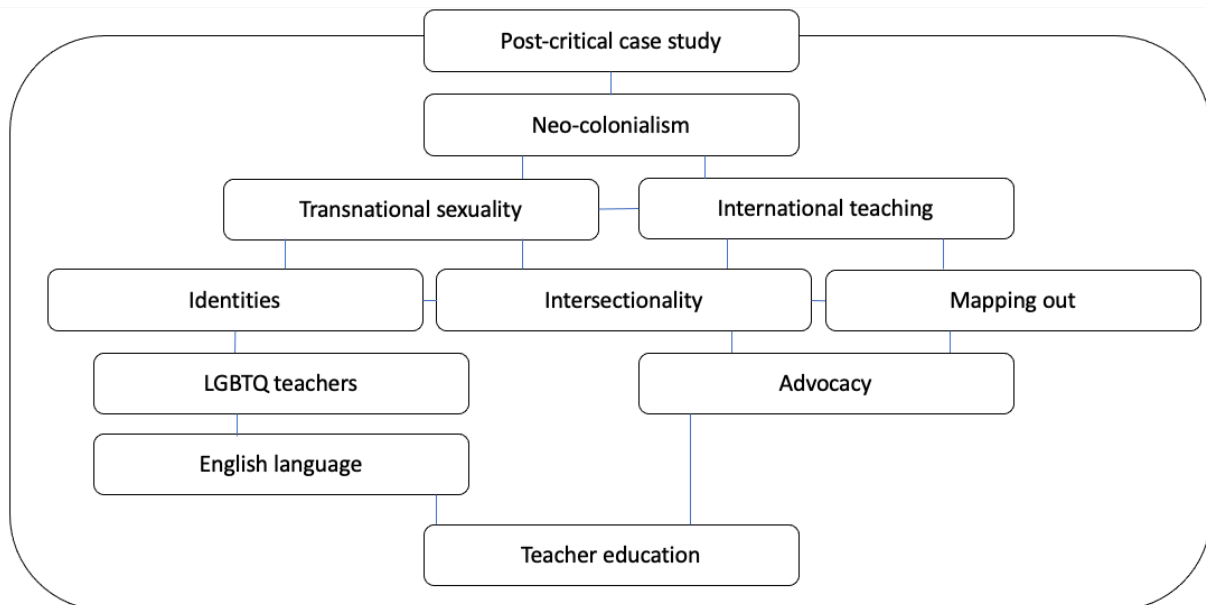 Post-critical case study
Neo-colonialism
Transnational sexuality
International teaching
Identities
Intersectionality
Mapping out
LGBTQ teachers
Advocacy
English language
Teacher education